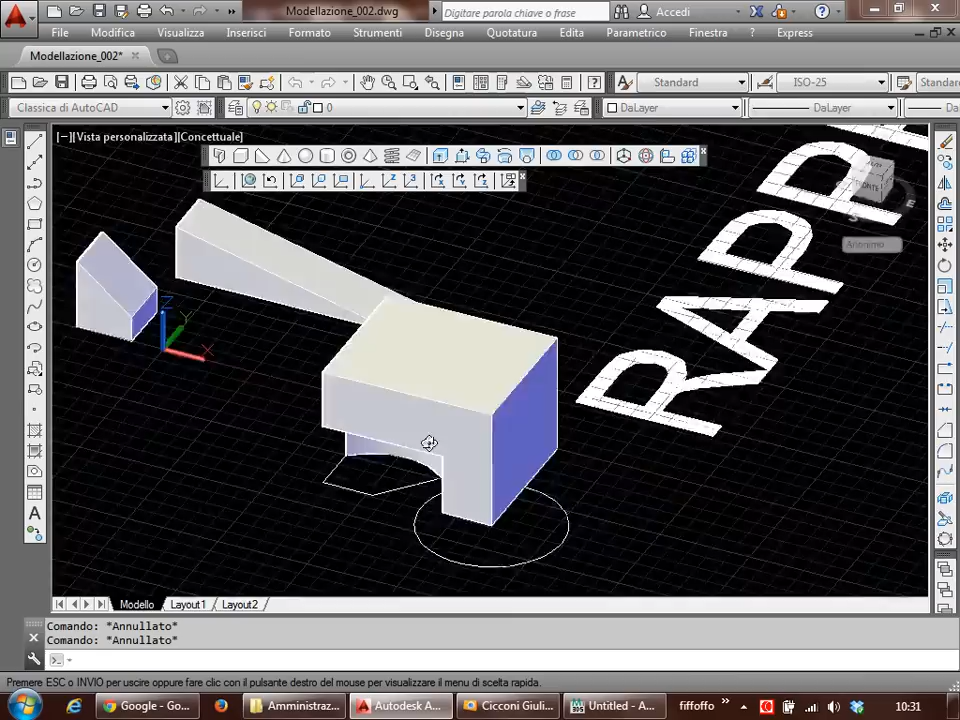 Modellazione_002.dwg
Digitare parola chiave o frase
Accedi
File Modifica Visualizza Inserisci Formato Strumenti Disegna Quotatura Edita Parametrico Finestra ? Express
Modellazione_002*
Standard
ISO-25
Standard
Classica di AutoCAD
0
DaLayer
DaLayer
[−][Vista personalizzata][Concettuale]
FRONTE
S
E
Anonimo
RAPP
Z
Y
X
Modello Layout1 Layout2
Comando: *Annullato*
Comando: *Annullato*
Premere ESC o INVIO per uscire oppure fare clic con il pulsante destro del mouse per visualizzare il menu di scelta rapida.
Google - Go...
Amministraz...
Autodesk A...
Cicconi Giuli...
Untitled - A...
fiffoffo
10:31